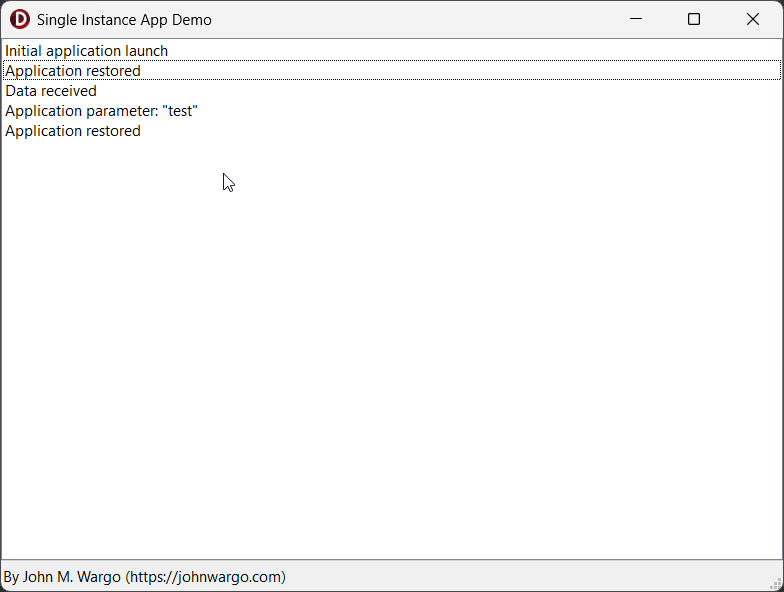 Single Instance App Demo
Initial application launch
Application restored
Data received
Application parameter: "test"
Application restored
By John M. Wargo (https://johnwargo.com)